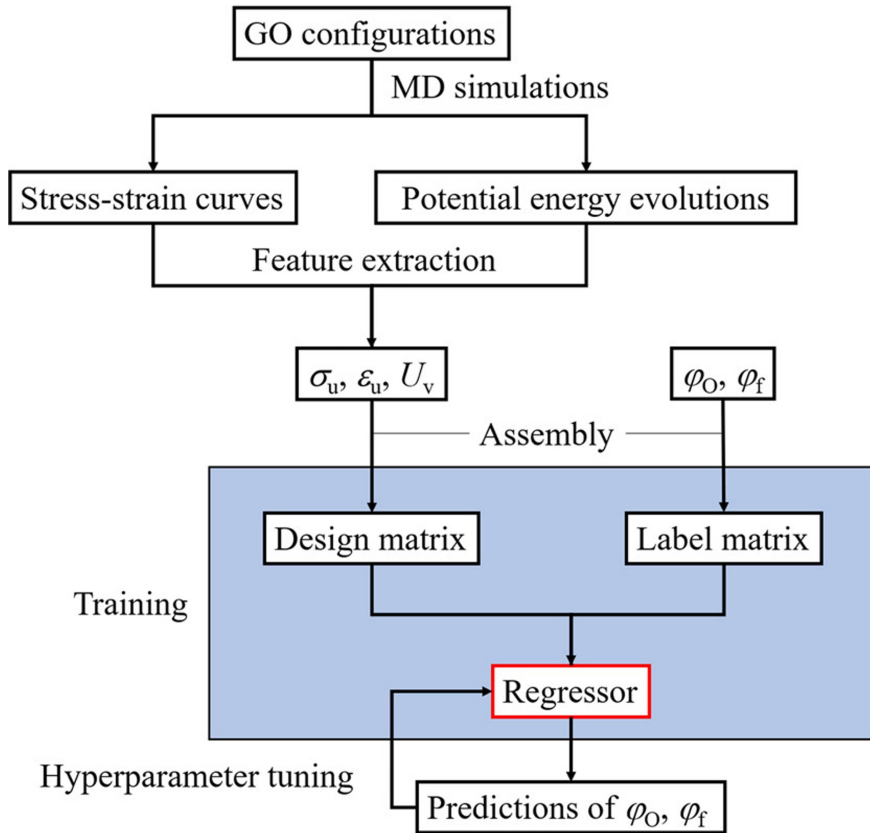 GO configurations
MD simulations
Stress-strain curves
Potential energy evolutions
Feature extraction
σu, εu, Uv
φO, φf
Assembly
Design matrix
Label matrix
Training
Regressor
Hyperparameter tuning
Predictions of φO, φf